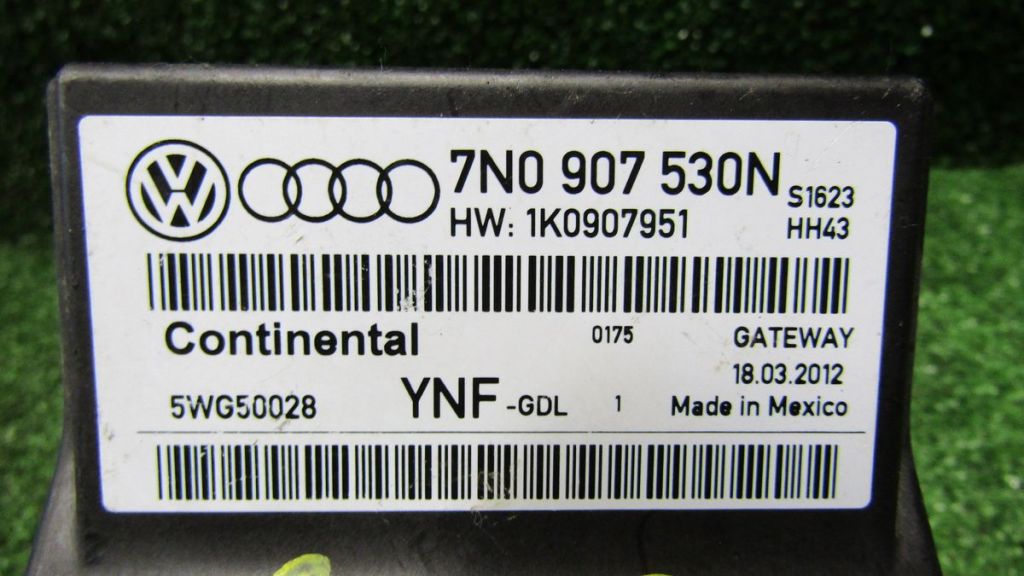 7N0 907 530N S1623
HW: 1K0907951 HH43
Continental 0175 GATEWAY
18.03.2012
5WG50028 YNF -GDL 1 Made in Mexico